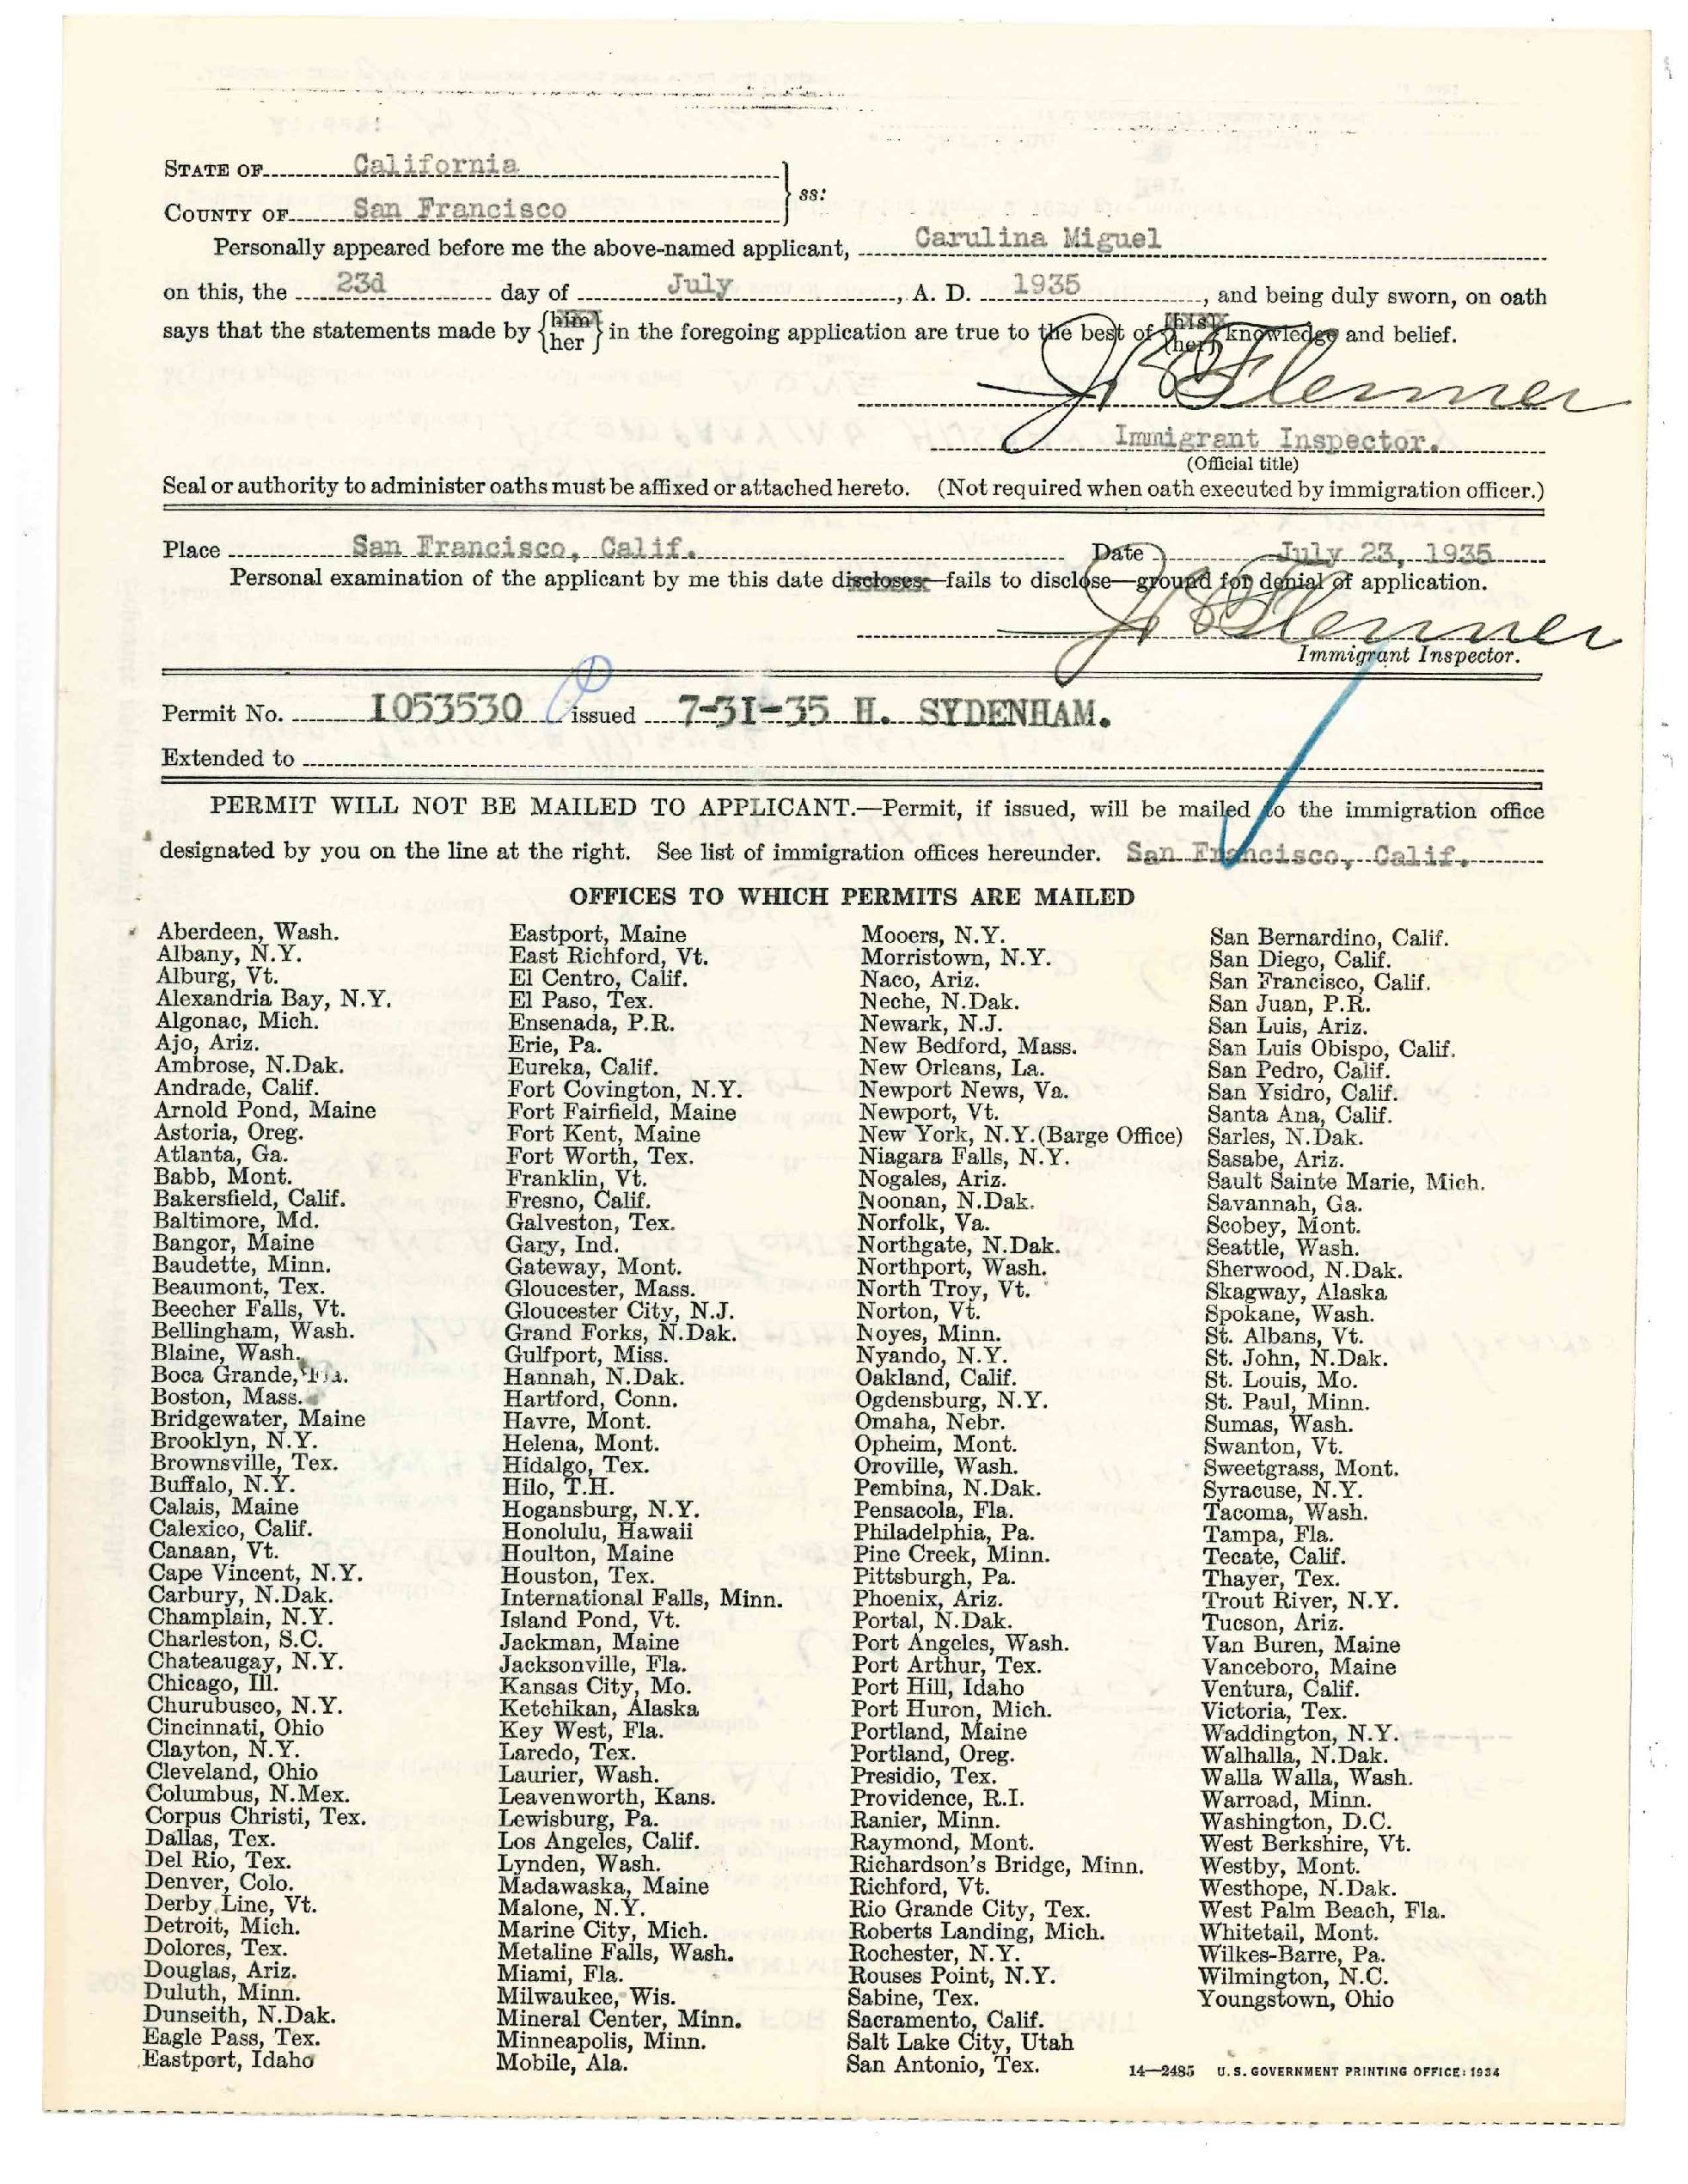 STATE OF California
COUNTY OF San Francisco
ss:
Personally appeared before me the above-named applicant, Carulina Miguel
on this, the 23d day of July, A. D. 1935, and being duly sworn, on oath
says that the statements made by {him her} in the foregoing application are true to the best of {his her} knowledge and belief.
Immigrant Inspector.
(Official title)
Seal or authority to administer oaths must be affixed or attached hereto. (Not required when oath executed by immigration officer.)
Place San Francisco, Calif. Date July 23, 1935
Personal examination of the applicant by me this date discloses—fails to disclose—ground for denial of application.
Immigrant Inspector.
Permit No. 1053530 issued 7-31-35 H. SYDENHAM.
Extended to
PERMIT WILL NOT BE MAILED TO APPLICANT.—Permit, if issued, will be mailed to the immigration office
designated by you on the line at the right. See list of immigration offices hereunder. San Francisco, Calif.
OFFICES TO WHICH PERMITS ARE MAILED
Aberdeen, Wash.
Albany, N.Y.
Alburg, Vt.
Alexandria Bay, N.Y.
Algonac, Mich.
Ajo, Ariz.
Ambrose, N.Dak.
Andrade, Calif.
Arnold Pond, Maine
Astoria, Oreg.
Atlanta, Ga.
Babb, Mont.
Bakersfield, Calif.
Baltimore, Md.
Bangor, Maine
Baudette, Minn.
Beaumont, Tex.
Beecher Falls, Vt.
Bellingham, Wash.
Blaine, Wash.
Boca Grande, Fla.
Boston, Mass.
Bridgewater, Maine
Brooklyn, N.Y.
Brownsville, Tex.
Buffalo, N.Y.
Calais, Maine
Calexico, Calif.
Canaan, Vt.
Cape Vincent, N.Y.
Carbury, N.Dak.
Champlain, N.Y.
Charleston, S.C.
Chateaugay, N.Y.
Chicago, Ill.
Churubusco, N.Y.
Cincinnati, Ohio
Clayton, N.Y.
Cleveland, Ohio
Columbus, N.Mex.
Corpus Christi, Tex.
Dallas, Tex.
Del Rio, Tex.
Denver, Colo.
Derby Line, Vt.
Detroit, Mich.
Dolores, Tex.
Douglas, Ariz.
Duluth, Minn.
Dunseith, N.Dak.
Eagle Pass, Tex.
Eastport, Idaho
Eastport, Maine
East Richford, Vt.
El Centro, Calif.
El Paso, Tex.
Ensenada, P.R.
Erie, Pa.
Eureka, Calif.
Fort Covington, N.Y.
Fort Fairfield, Maine
Fort Kent, Maine
Fort Worth, Tex.
Franklin, Vt.
Fresno, Calif.
Galveston, Tex.
Gary, Ind.
Gateway, Mont.
Gloucester, Mass.
Gloucester City, N.J.
Grand Forks, N.Dak.
Gulfport, Miss.
Hannah, N.Dak.
Hartford, Conn.
Havre, Mont.
Helena, Mont.
Hidalgo, Tex.
Hilo, T.H.
Hogansburg, N.Y.
Honolulu, Hawaii
Houlton, Maine
Houston, Tex.
International Falls, Minn.
Island Pond, Vt.
Jackman, Maine
Jacksonville, Fla.
Kansas City, Mo.
Ketchikan, Alaska
Key West, Fla.
Laredo, Tex.
Laurier, Wash.
Leavenworth, Kans.
Lewisburg, Pa.
Los Angeles, Calif.
Lynden, Wash.
Madawaska, Maine
Malone, N.Y.
Marine City, Mich.
Metaline Falls, Wash.
Miami, Fla.
Milwaukee, Wis.
Mineral Center, Minn.
Minneapolis, Minn.
Mobile, Ala.
Mooers, N.Y.
Morristown, N.Y.
Naco, Ariz.
Neche, N.Dak.
Newark, N.J.
New Bedford, Mass.
New Orleans, La.
Newport News, Va.
Newport, Vt.
New York, N.Y.(Barge Office)
Niagara Falls, N.Y.
Nogales, Ariz.
Noonan, N.Dak.
Norfolk, Va.
Northgate, N.Dak.
Northport, Wash.
North Troy, Vt.
Norton, Vt.
Noyes, Minn.
Nyando, N.Y.
Oakland, Calif.
Ogdensburg, N.Y.
Omaha, Nebr.
Opheim, Mont.
Oroville, Wash.
Pembina, N.Dak.
Pensacola, Fla.
Philadelphia, Pa.
Pine Creek, Minn.
Pittsburgh, Pa.
Phoenix, Ariz.
Portal, N.Dak.
Port Angeles, Wash.
Port Arthur, Tex.
Port Hill, Idaho
Port Huron, Mich.
Portland, Maine
Portland, Oreg.
Presidio, Tex.
Providence, R.I.
Ranier, Minn.
Raymond, Mont.
Richardson's Bridge, Minn.
Richford, Vt.
Rio Grande City, Tex.
Roberts Landing, Mich.
Rochester, N.Y.
Rouses Point, N.Y.
Sabine, Tex.
Sacramento, Calif.
Salt Lake City, Utah
San Antonio, Tex.
San Bernardino, Calif.
San Diego, Calif.
San Francisco, Calif.
San Juan, P.R.
San Luis, Ariz.
San Luis Obispo, Calif.
San Pedro, Calif.
San Ysidro, Calif.
Santa Ana, Calif.
Sarles, N.Dak.
Sasabe, Ariz.
Sault Sainte Marie, Mich.
Savannah, Ga.
Scobey, Mont.
Seattle, Wash.
Sherwood, N.Dak.
Skagway, Alaska
Spokane, Wash.
St. Albans, Vt.
St. John, N.Dak.
St. Louis, Mo.
St. Paul, Minn.
Sumas, Wash.
Swanton, Vt.
Sweetgrass, Mont.
Syracuse, N.Y.
Tacoma, Wash.
Tampa, Fla.
Tecate, Calif.
Thayer, Tex.
Trout River, N.Y.
Tucson, Ariz.
Van Buren, Maine
Vanceboro, Maine
Ventura, Calif.
Victoria, Tex.
Waddington, N.Y.
Walhalla, N.Dak.
Walla Walla, Wash.
Warroad, Minn.
Washington, D.C.
West Berkshire, Vt.
Westby, Mont.
Westhope, N.Dak.
West Palm Beach, Fla.
Whitetail, Mont.
Wilkes-Barre, Pa.
Wilmington, N.C.
Youngstown, Ohio
14—2485 U.S. GOVERNMENT PRINTING OFFICE: 1934